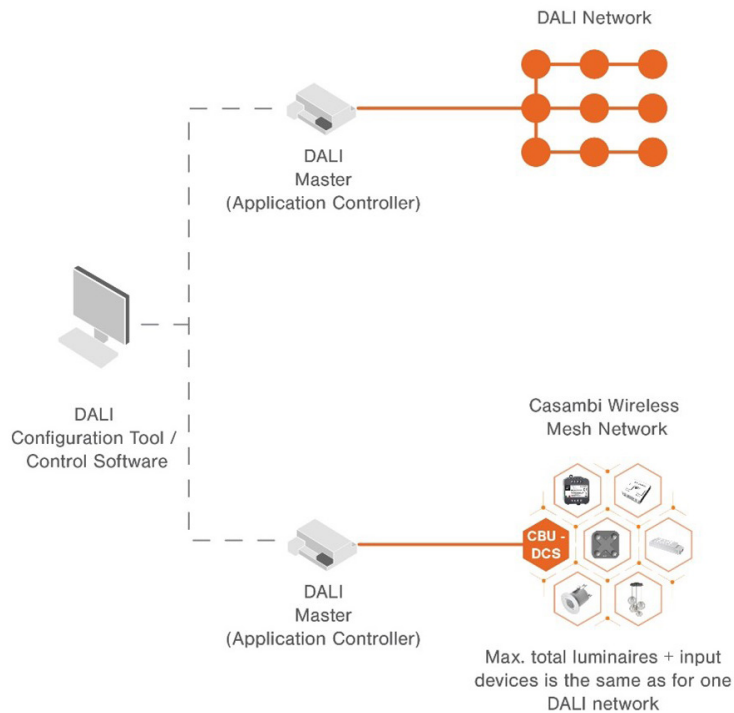 DALI Network
DALI
Master
(Application Controller)
DALI
Configuration Tool /
Control Software
Casambi Wireless
Mesh Network
CBU -
DCS
DALI
Master
(Application Controller)
Max. total luminaires + input
devices is the same as for one
DALI network